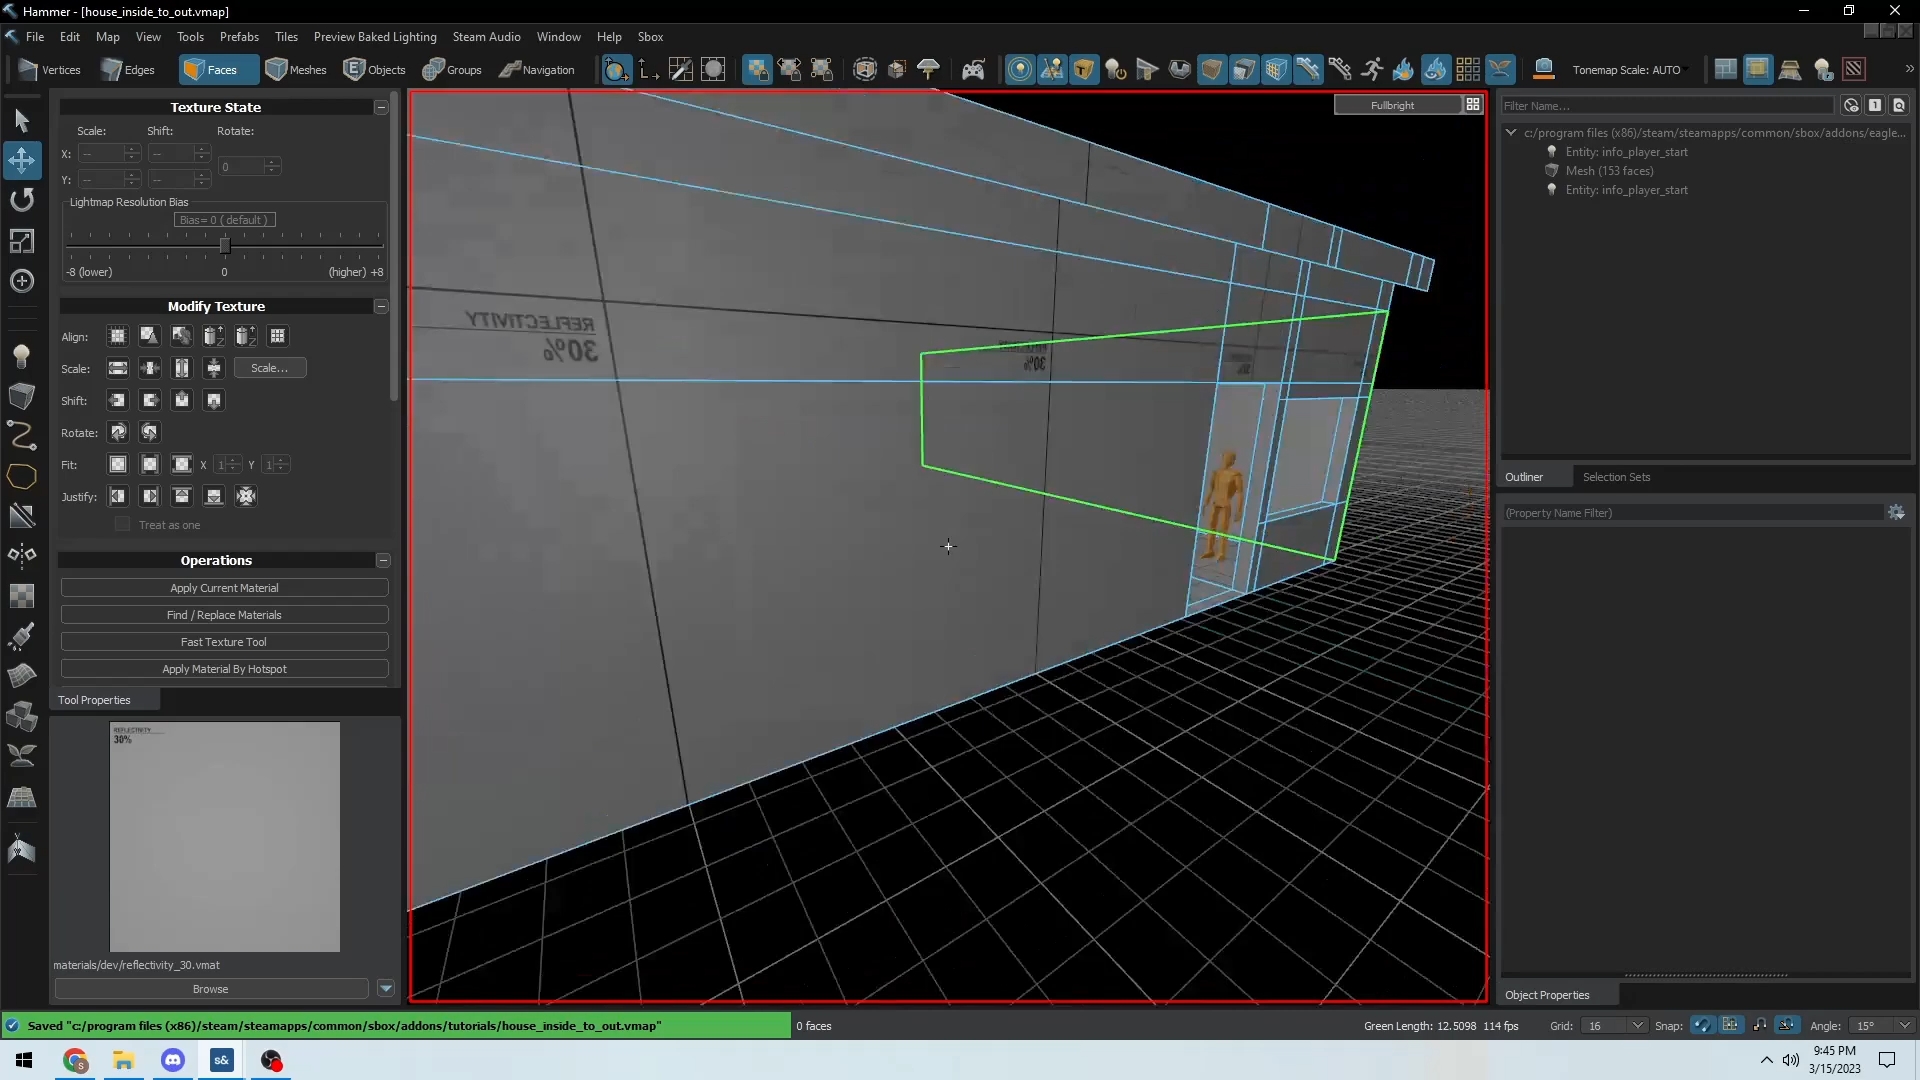 Hammer - [house_inside_to_out.vmap]
File Edit Map View Tools Prefabs Tiles Preview Baked Lighting Steam Audio Window Help Sbox
Vertices Edges Faces Meshes Objects Groups Navigation Tonemap Scale: AUTO
Texture State
Scale: Shift: Rotate:
X: -- -- 0
Y: -- --
Lightmap Resolution Bias
Bias= 0 ( default )
-8 (lower) 0 (higher) +8
Modify Texture
Align:
Scale: Scale...
Shift:
Rotate:
Fit: X 1 Y 1
Justify:
Treat as one
Operations
Apply Current Material
Find / Replace Materials
Fast Texture Tool
Apply Material By Hotspot
Tool Properties
REFLECTIVITY
30%
materials/dev/reflectivity_30.vmat
Browse
Fullbright
REFLECTIVITY
30%
30%
Filter Name...
c:/program files (x86)/steam/steamapps/common/sbox/addons/eagle...
Entity: info_player_start
Mesh (153 faces)
Entity: info_player_start
Outliner Selection Sets
(Property Name Filter)
Object Properties
Saved "c:/program files (x86)/steam/steamapps/common/sbox/addons/tutorials/house_inside_to_out.vmap" 0 faces Green Length: 12.5098 114 fps Grid: 16 Snap: Angle: 15°
s&
9:45 PM
3/15/2023